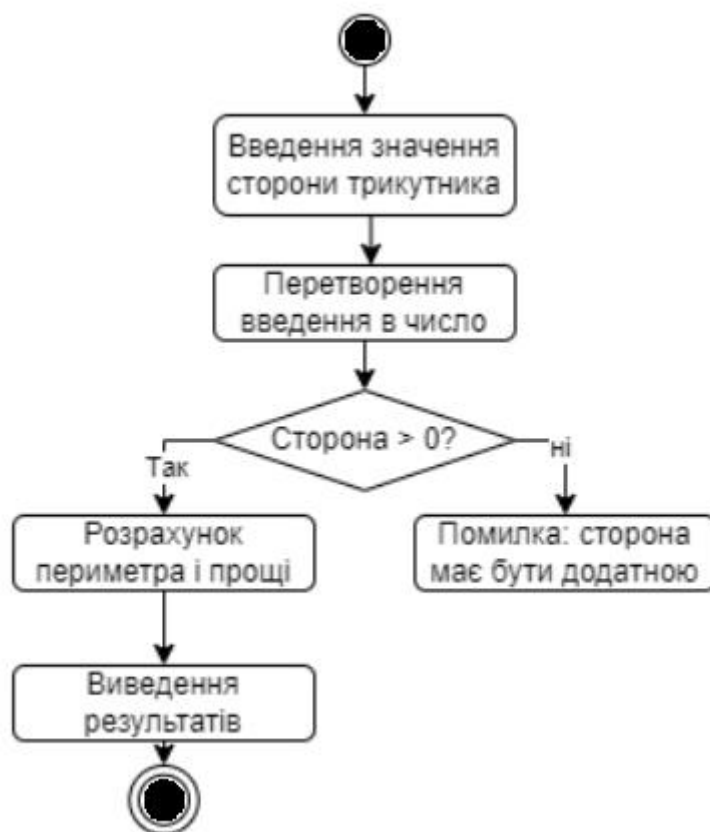 Введення значення
сторони трикутника
Перетворення
введення в число
Сторона > 0?
Так
ні
Розрахунок
периметра і прощі
Помилка: сторона
має бути додатною
Виведення
результатів